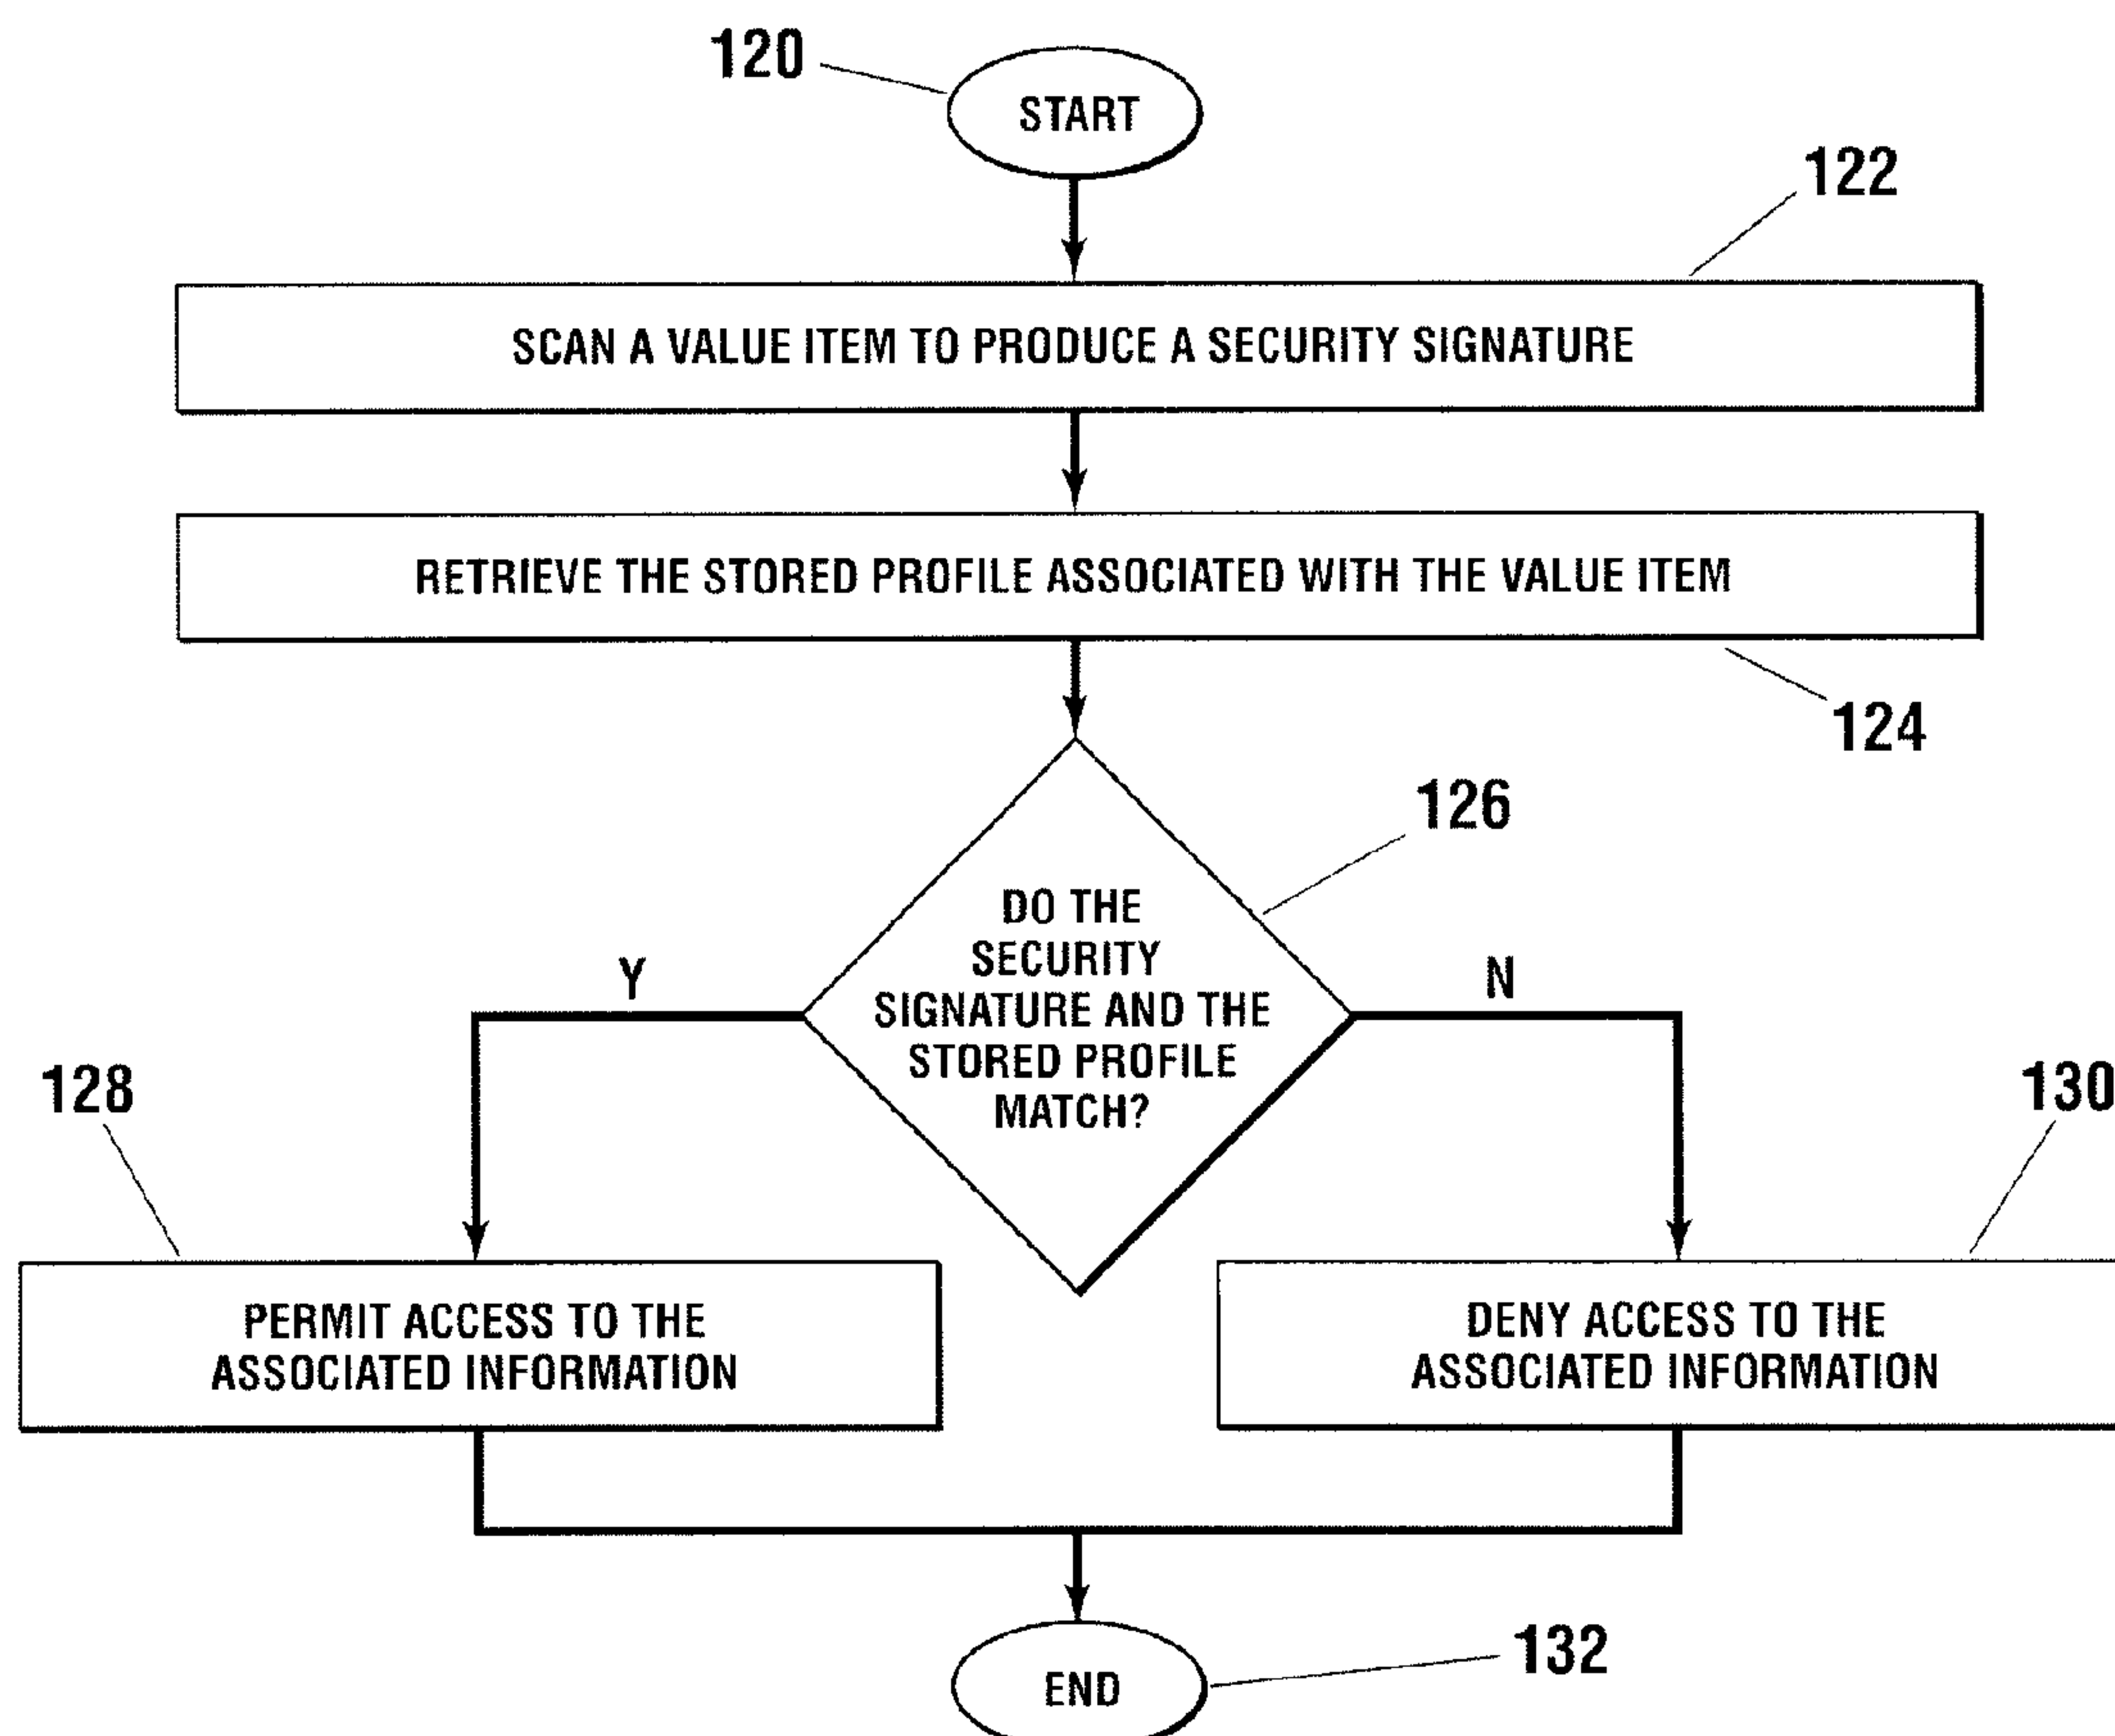 120
START
122
SCAN A VALUE ITEM TO PRODUCE A SECURITY SIGNATURE
RETRIEVE THE STORED PROFILE ASSOCIATED WITH THE VALUE ITEM
124
126
DO THE
SECURITY
SIGNATURE AND THE
STORED PROFILE
MATCH?
Y
N
128
130
PERMIT ACCESS TO THE
ASSOCIATED INFORMATION
DENY ACCESS TO THE
ASSOCIATED INFORMATION
132
END